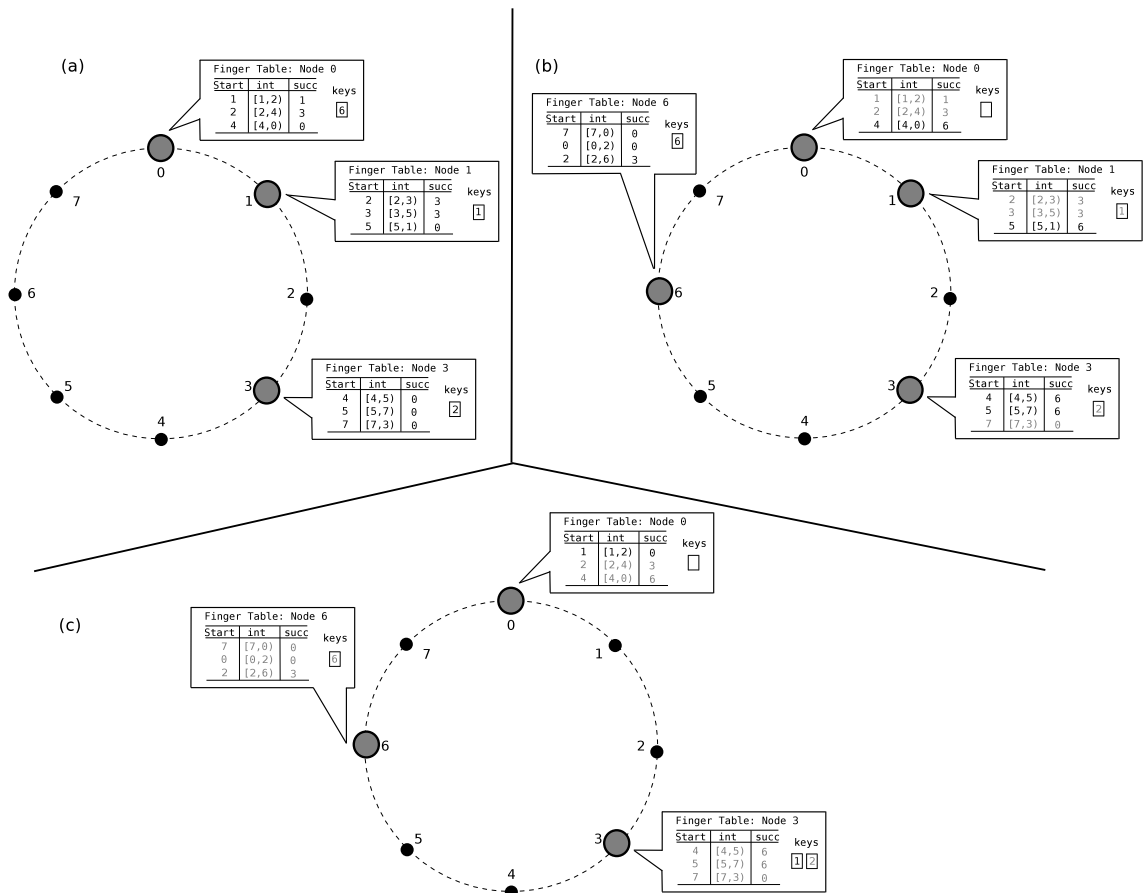 (a)
Finger Table: Node 0
Start int succ
keys
1 [1,2) 1
2 [2,4) 3
4 [4,0) 0
6
0
Finger Table: Node 1
Start int succ
keys
2 [2,3) 3
3 [3,5) 3
5 [5,1) 0
1
7
1
6
2
Finger Table: Node 3
Start int succ
keys
4 [4,5) 0
5 [5,7) 0
7 [7,3) 0
2
5
3
4
(b)
Finger Table: Node 0
Start int succ
keys
1 [1,2) 1
2 [2,4) 3
4 [4,0) 6
Finger Table: Node 6
Start int succ
keys
7 [7,0) 0
0 [0,2) 0
2 [2,6) 3
6
0
Finger Table: Node 1
Start int succ
keys
2 [2,3) 3
3 [3,5) 3
5 [5,1) 6
1
7
1
6
2
Finger Table: Node 3
Start int succ
keys
4 [4,5) 6
5 [5,7) 6
7 [7,3) 0
2
5
3
4
(c)
Finger Table: Node 0
Start int succ
keys
1 [1,2) 0
2 [2,4) 3
4 [4,0) 6
Finger Table: Node 6
Start int succ
keys
7 [7,0) 0
0 [0,2) 0
2 [2,6) 3
6
0
7
1
6
2
Finger Table: Node 3
Start int succ
keys
4 [4,5) 6
5 [5,7) 6
7 [7,3) 0
1 2
5
3
4